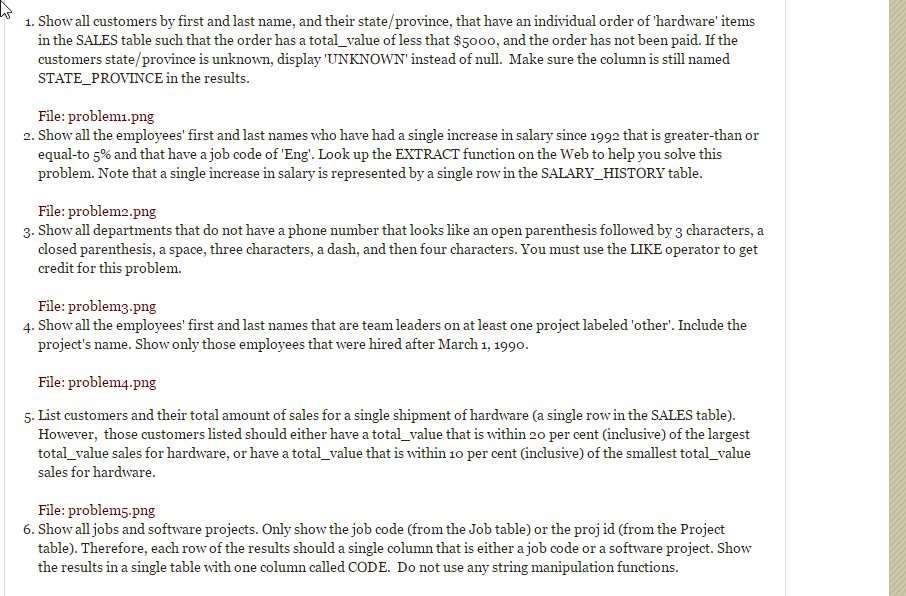 1. Show all customers by first and last name, and their state/province, that have an individual order of 'hardware' items
in the SALES table such that the order has a total_value of less that $5000, and the order has not been paid. If the
customers state/province is unknown, display 'UNKNOWN' instead of null.  Make sure the column is still named
STATE_PROVINCE in the results.
File: problem1.png
2. Show all the employees' first and last names who have had a single increase in salary since 1992 that is greater-than or
equal-to 5% and that have a job code of 'Eng'. Look up the EXTRACT function on the Web to help you solve this
problem. Note that a single increase in salary is represented by a single row in the SALARY_HISTORY table.
File: problem2.png
3. Show all departments that do not have a phone number that looks like an open parenthesis followed by 3 characters, a
closed parenthesis, a space, three characters, a dash, and then four characters. You must use the LIKE operator to get
credit for this problem.
File: problem3.png
4. Show all the employees' first and last names that are team leaders on at least one project labeled 'other'. Include the
project's name. Show only those employees that were hired after March 1, 1990.
File: problem4.png
5. List customers and their total amount of sales for a single shipment of hardware (a single row in the SALES table).
However,  those customers listed should either have a total_value that is within 20 per cent (inclusive) of the largest
total_value sales for hardware, or have a total_value that is within 10 per cent (inclusive) of the smallest total_value
sales for hardware.
File: problem5.png
6. Show all jobs and software projects. Only show the job code (from the Job table) or the proj id (from the Project
table). Therefore, each row of the results should a single column that is either a job code or a software project. Show
the results in a single table with one column called CODE.  Do not use any string manipulation functions.